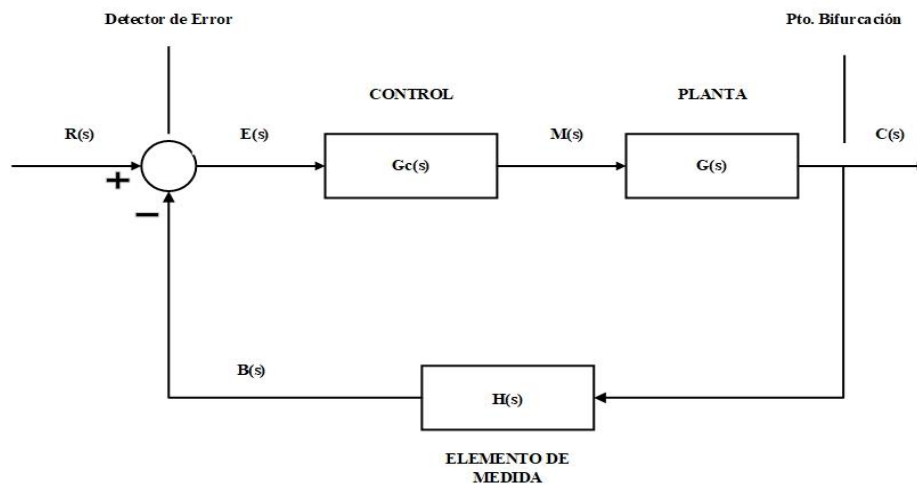 Detector de Error
Pto. Bifurcación
CONTROL
PLANTA
R(s)
E(s)
M(s)
C(s)
Gc(s)
G(s)
+
−
B(s)
H(s)
ELEMENTO DE
MEDIDA